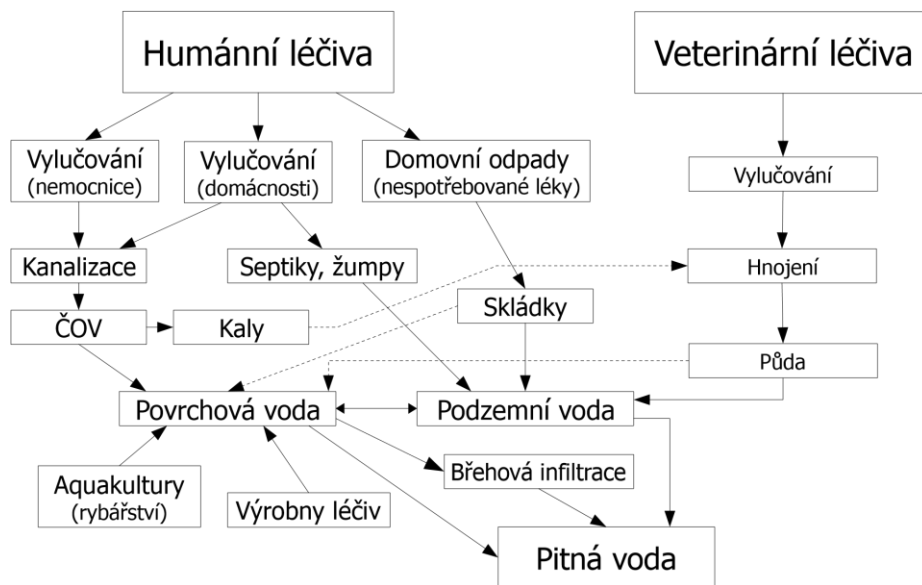 Humánní léčiva
Veterinární léčiva
Vylučování
(nemocnice)
Vylučování
(domácnosti)
Domovní odpady
(nespotřebované léky)
Vylučování
Kanalizace
Septiky, žumpy
Hnojení
ČOV
Kaly
Skládky
Půda
Povrchová voda
Podzemní voda
Aquakultury
(rybářství)
Výrobny léčiv
Břehová infiltrace
Pitná voda